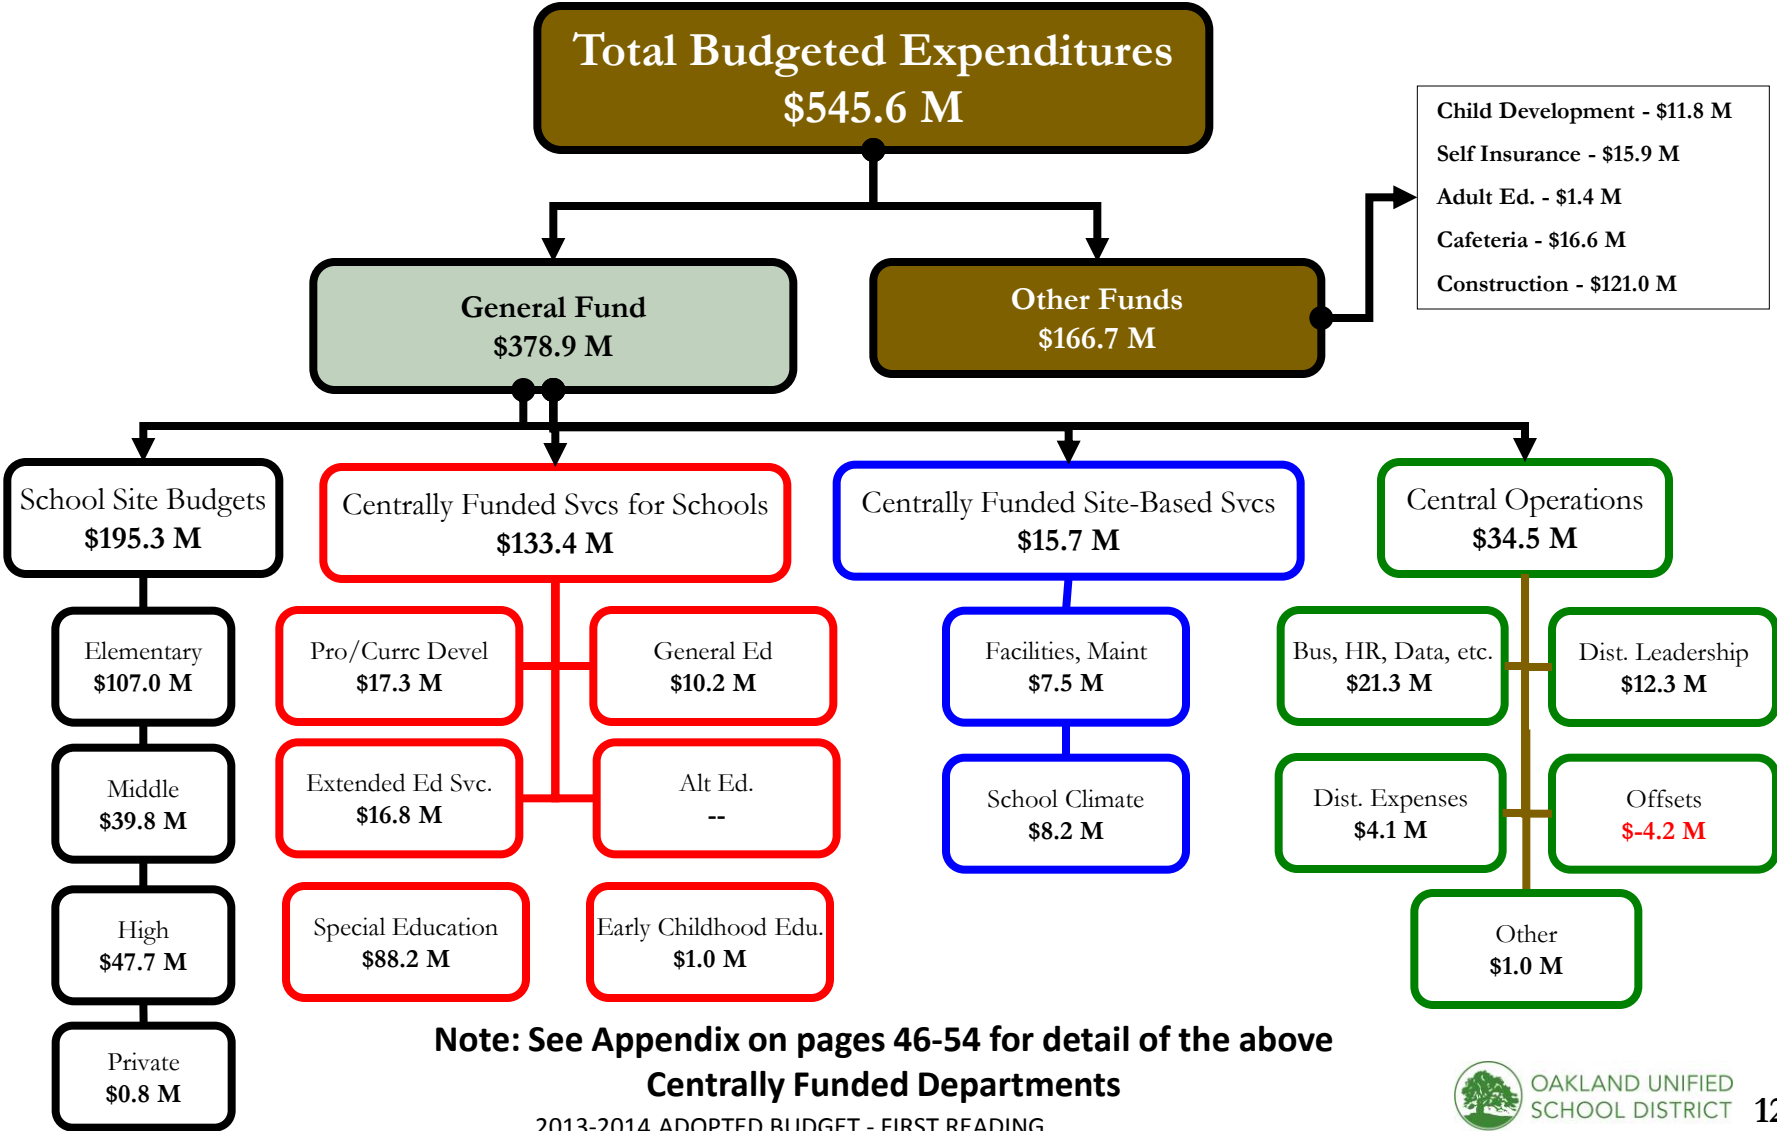 Total Budgeted Expenditures
$545.6 M
Child Development - $11.8 M
Self Insurance - $15.9 M
Adult Ed. - $1.4 M
Cafeteria - $16.6 M
Construction - $121.0 M
General Fund
$378.9 M
Other Funds
$166.7 M
School Site Budgets
$195.3 M
Centrally Funded Svcs for Schools
$133.4 M
Centrally Funded Site-Based Svcs
$15.7 M
Central Operations
$34.5 M
Elementary
$107.0 M
Middle
$39.8 M
High
$47.7 M
Private
$0.8 M
Pro/Currc Devel
$17.3 M
General Ed
$10.2 M
Extended Ed Svc.
$16.8 M
Alt Ed.
--
Special Education
$88.2 M
Early Childhood Edu.
$1.0 M
Facilities, Maint
$7.5 M
School Climate
$8.2 M
Bus, HR, Data, etc.
$21.3 M
Dist. Leadership
$12.3 M
Dist. Expenses
$4.1 M
Offsets
$-4.2 M
Other
$1.0 M
Note: See Appendix on pages 46-54 for detail of the above
Centrally Funded Departments
2013-2014 ADOPTED BUDGET - FIRST READING
OAKLAND UNIFIED
SCHOOL DISTRICT
12